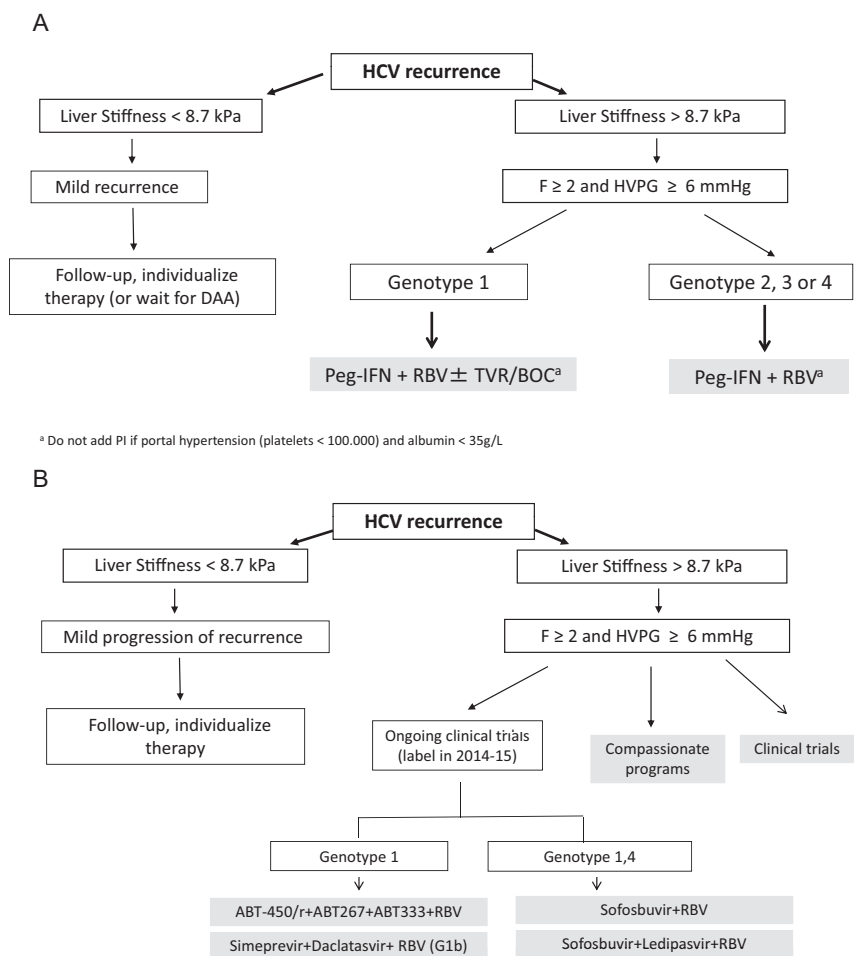 A
HCV recurrence
Liver Stiffness < 8.7 kPa
Liver Stiffness > 8.7 kPa
Mild recurrence
F ≥ 2 and HVPG ≥ 6 mmHg
Follow-up, individualize
therapy (or wait for DAA)
Genotype 1
Genotype 2, 3 or 4
Peg-IFN + RBV ± TVR/BOCᵃ
Peg-IFN + RBVᵃ
ᵃ Do not add PI if portal hypertension (platelets < 100.000) and albumin < 35g/L
B
HCV recurrence
Liver Stiffness < 8.7 kPa
Liver Stiffness > 8.7 kPa
Mild progression of recurrence
F ≥ 2 and HVPG ≥ 6 mmHg
Follow-up, individualize
therapy
Ongoing clinical trials
(label in 2014-15)
Compassionate
programs
Clinical trials
Genotype 1
Genotype 1,4
ABT-450/r+ABT267+ABT333+RBV
Sofosbuvir+RBV
Simeprevir+Daclatasvir+ RBV (G1b)
Sofosbuvir+Ledipasvir+RBV